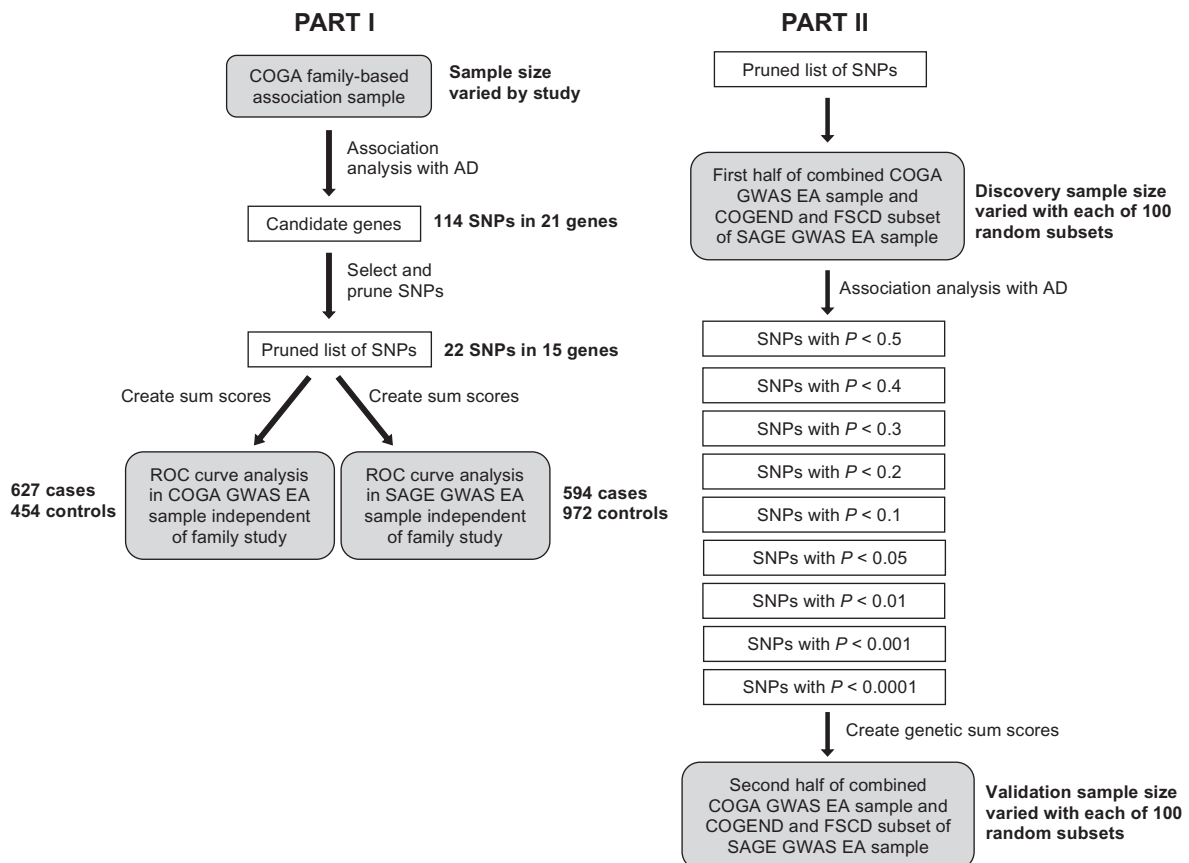 PART I
COGA family-based
association sample
Sample size
varied by study
Association
analysis with AD
Candidate genes
114 SNPs in 21 genes
Select and
prune SNPs
Pruned list of SNPs
22 SNPs in 15 genes
Create sum scores
Create sum scores
627 cases
454 controls
ROC curve analysis
in COGA GWAS EA
sample independent
of family study
ROC curve analysis
in SAGE GWAS EA
sample independent
of family study
594 cases
972 controls
PART II
Pruned list of SNPs
First half of combined COGA
GWAS EA sample and
COGEND and FSCD subset
of SAGE GWAS EA sample
Discovery sample size
varied with each of 100
random subsets
Association analysis with AD
SNPs with P < 0.5
SNPs with P < 0.4
SNPs with P < 0.3
SNPs with P < 0.2
SNPs with P < 0.1
SNPs with P < 0.05
SNPs with P < 0.01
SNPs with P < 0.001
SNPs with P < 0.0001
Create genetic sum scores
Second half of combined
COGA GWAS EA sample and
COGEND and FSCD subset of
SAGE GWAS EA sample
Validation sample size
varied with each of 100
random subsets